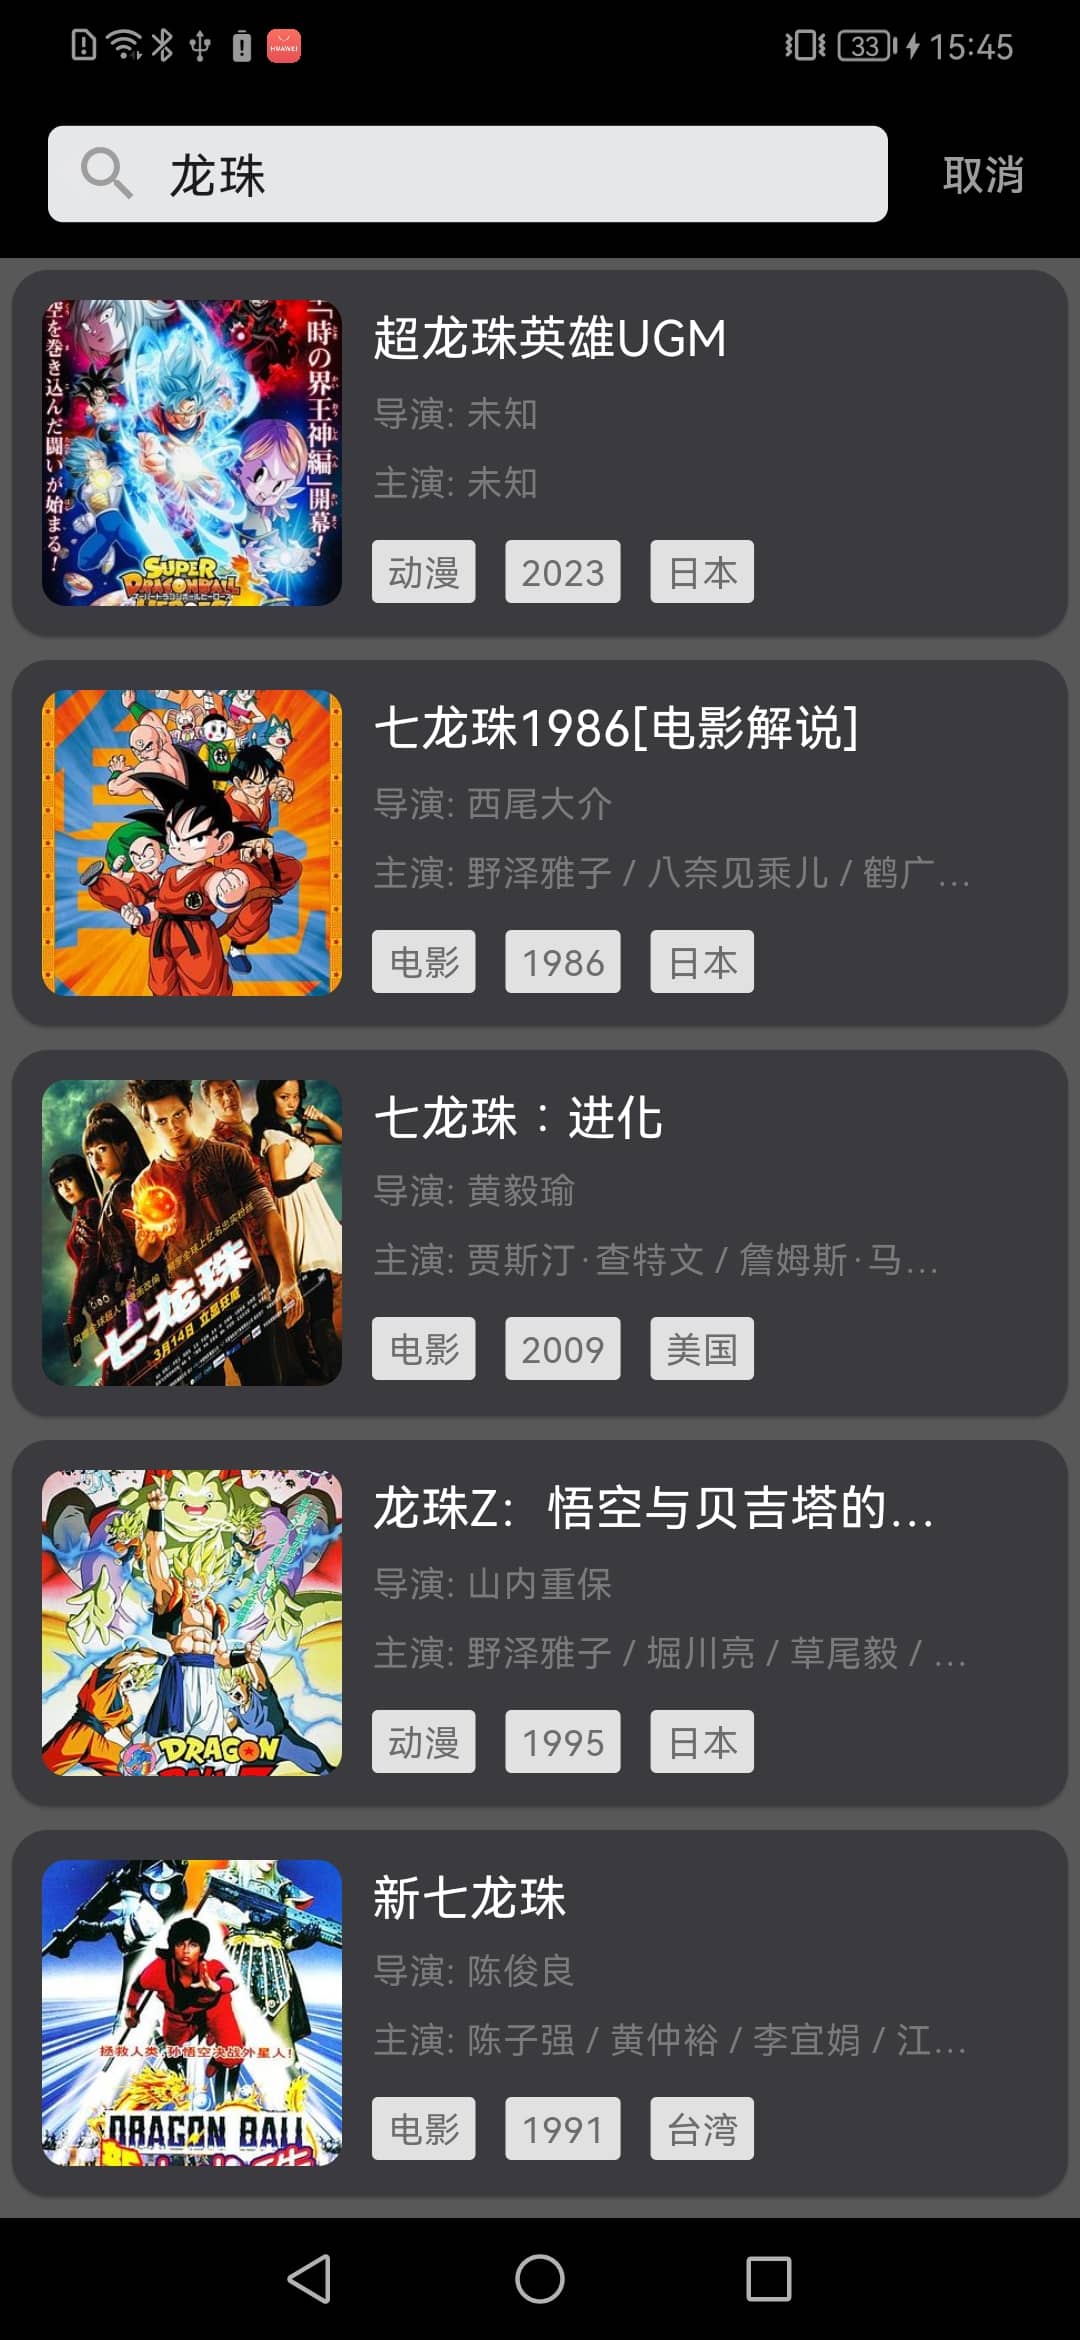 HUAWEI
33
15:45
龙珠
取消
空を巻き込んだ闘いが始まる!
「時の界王神編」開幕!
SUPER
DRAGONBALL
HEROES
超龙珠英雄UGM
导演: 未知
主演: 未知
动漫 2023 日本
七龙珠1986[电影解说]
导演: 西尾大介
主演: 野泽雅子 / 八奈见乘儿 / 鹤广...
电影 1986 日本
七龙珠
3月14日 立显狂飚
七龙珠：进化
导演: 黄毅瑜
主演: 贾斯汀·查特文 / 詹姆斯·马...
电影 2009 美国
DRAGON
龙珠Z：悟空与贝吉塔的...
导演: 山内重保
主演: 野泽雅子 / 堀川亮 / 草尾毅 / ...
动漫 1995 日本
拯救人类,孙悟空决战外星人!
DRAGON BALL
新七龙珠
导演: 陈俊良
主演: 陈子强 / 黄仲裕 / 李宜娟 / 江...
电影 1991 台湾